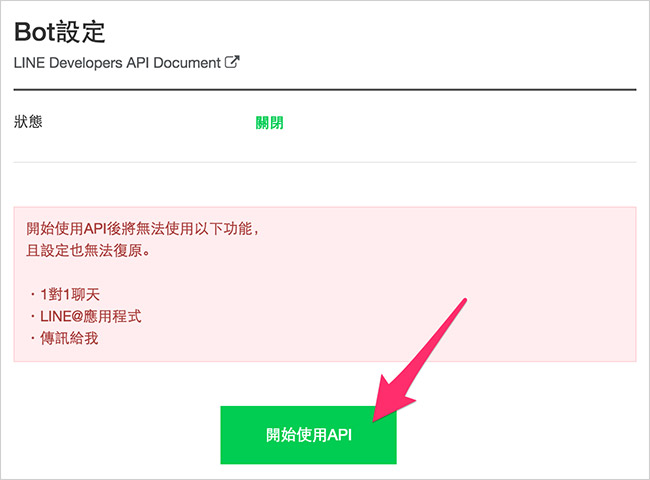 Bot設定
LINE Developers API Document
狀態
關閉
開始使用API後將無法使用以下功能，
且設定也無法復原。
・1對1聊天
・LINE@應用程式
・傳訊給我
開始使用API